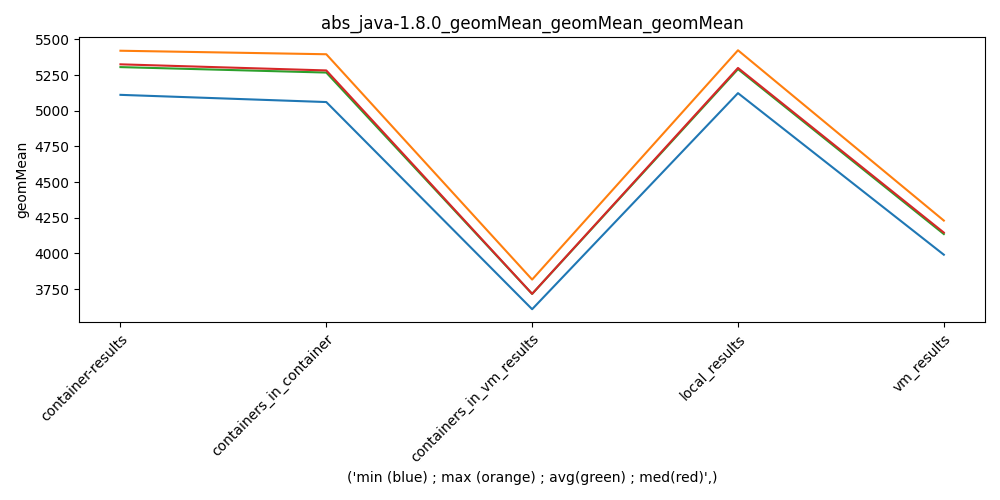 abs_java-1.8.0_geomMean_geomMean_geomMean
geomMean
5500
5250
5000
4750
4500
4250
4000
3750
container-results
containers_in_container
containers_in_vm_results
local_results
vm_results
('min (blue) ; max (orange) ; avg(green) ; med(red)',)